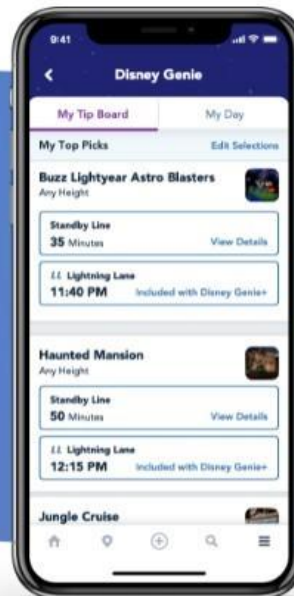 9:41
Disney Genie
My Tip Board
My Day
My Top Picks
Edit Selections
Buzz Lightyear Astro Blasters
Any Height
Standby Line
35 Minutes
View Details
LL Lightning Lane
11:40 PM
Included with Disney Genie+
Haunted Mansion
Any Height
Standby Line
50 Minutes
View Details
LL Lightning Lane
12:15 PM
Included with Disney Genie+
Jungle Cruise